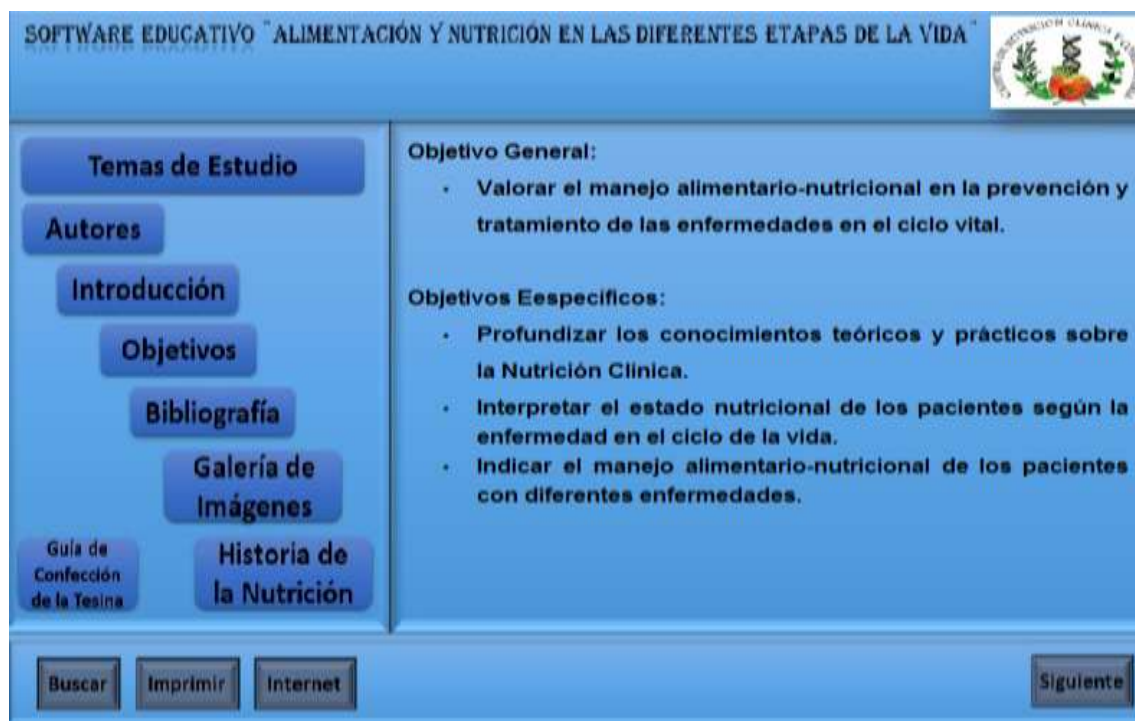 SOFTWARE EDUCATIVO ¨ALIMENTACIÓN Y NUTRICIÓN EN LAS DIFERENTES ETAPAS DE LA VIDA¨
Temas de Estudio
Autores
Introducción
Objetivos
Bibliografía
Galería de
Imágenes
Guía de
Confección
de la Tesina
Historia de
la Nutrición
Objetivo General:
· Valorar el manejo alimentario-nutricional en la prevención y
tratamiento de las enfermedades en el ciclo vital.
Objetivos Eespecíficos:
· Profundizar los conocimientos teóricos y prácticos sobre
la Nutrición Clínica.
· Interpretar el estado nutricional de los pacientes según la
enfermedad en el ciclo de la vida.
· Indicar el manejo alimentario-nutricional de los pacientes
con diferentes enfermedades.
Buscar
Imprimir
Internet
Siguiente